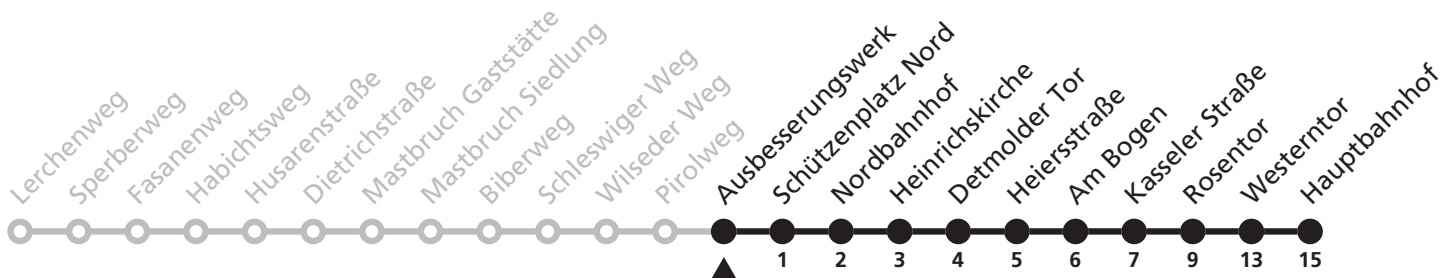 Lerchenweg
Sperberweg
Fasanenweg
Habichtsweg
Husarenstraße
Dietrichstraße
Mastbruch Gaststätte
Mastbruch Siedlung
Biberweg
Schleswiger Weg
Wilseder Weg
Pirolweg
Ausbesserungswerk
Schützenplatz Nord
Nordbahnhof
Heinrichskirche
Detmolder Tor
Heiersstraße
Am Bogen
Kasseler Straße
Rosentor
Westerntor
Hauptbahnhof
1 2 3 4 5 6 7 9 13 15